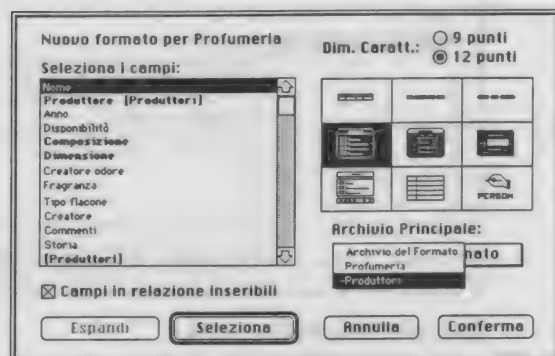 Nuovo formato per Profumeria
Dim. Caratt.:
9 punti
12 punti
Seleziona i campi:
Nome
Produttore [Produttori]
Anno
Disponibilità
Composizione
Dimensione
Creatore odore
Fragranza
Tipo flacone
Creatore
Commenti
Storia
[Produttori]
PERSON
Archivio Principale:
Archivio del Formato
nato
Profumeria
-Produttori
Campi in relazione inseribili
Espandi
Seleziona
Annulla
Conferma